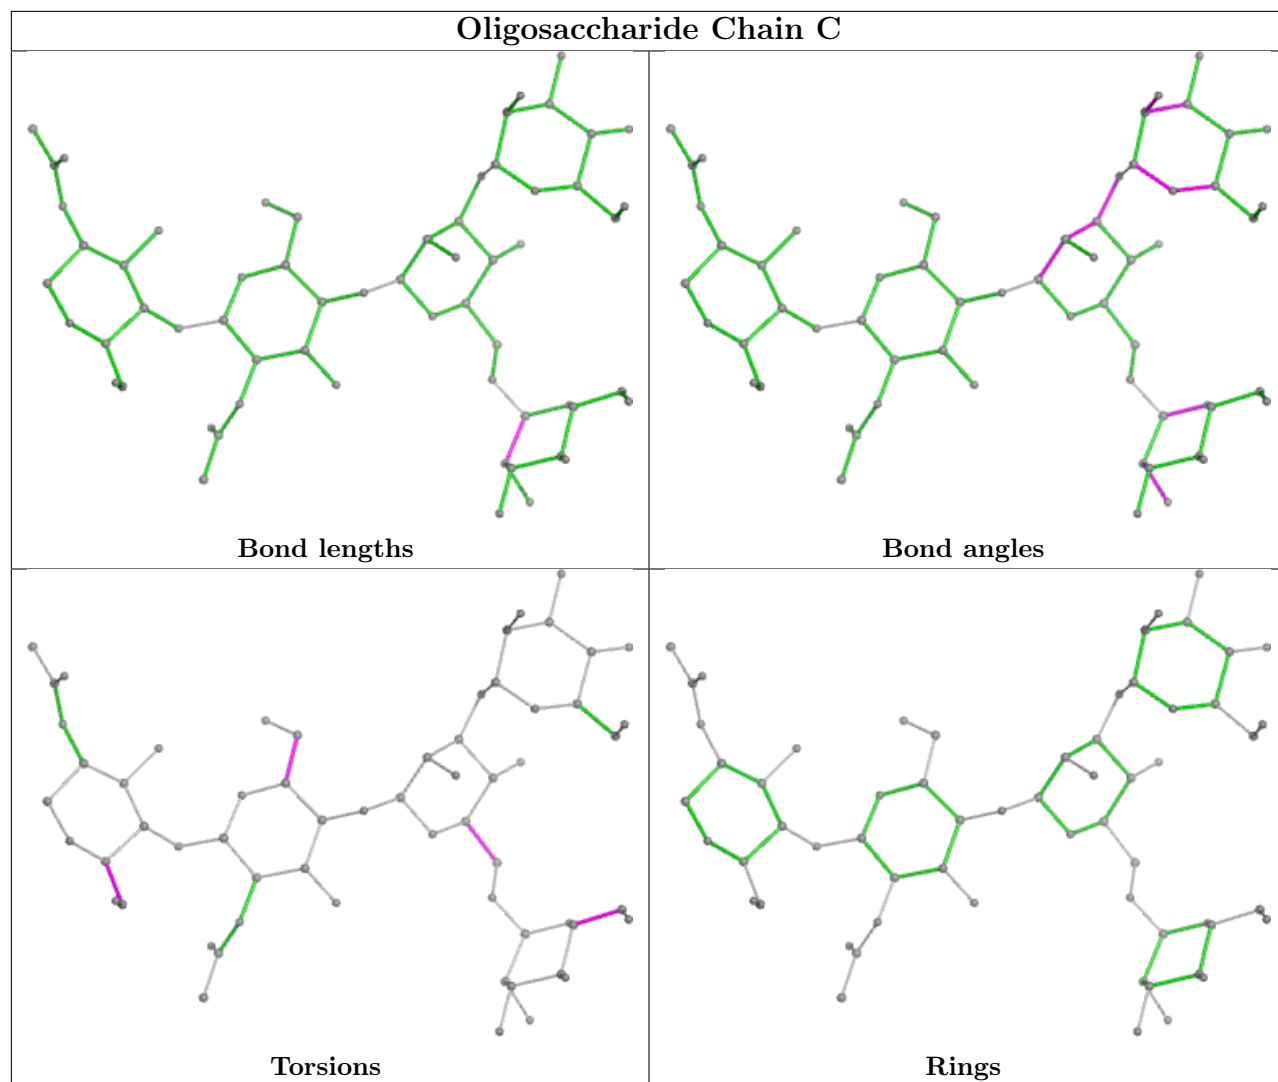 Oligosaccharide Chain C
Bond lengths
Bond angles
Torsions
Rings